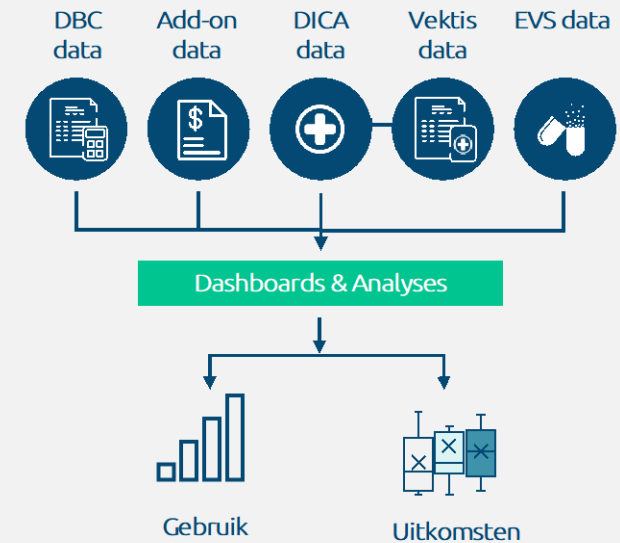 DBC
data
Add-on
data
DICA
data
Vektis
data
EVS data
$
Dashboards & Analyses
Gebruik
Uitkomsten